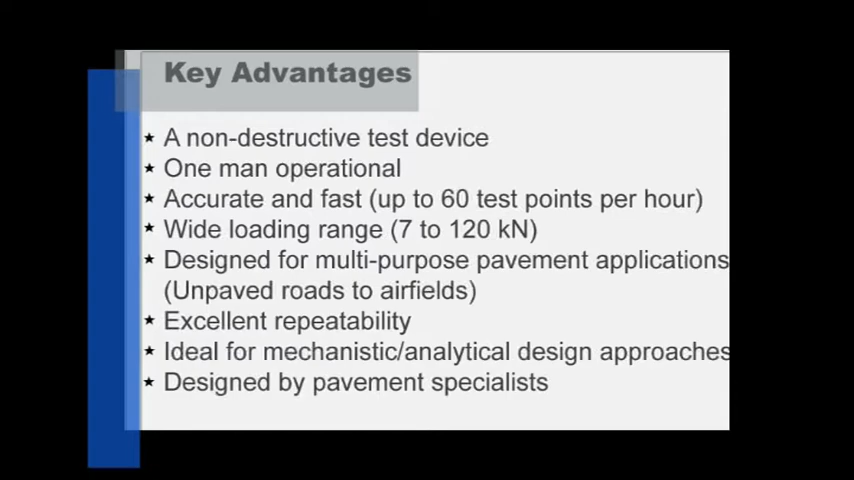 Key Advantages
★ A non-destructive test device
★ One man operational
★ Accurate and fast (up to 60 test points per hour)
★ Wide loading range (7 to 120 kN)
★ Designed for multi-purpose pavement applications
(Unpaved roads to airfields)
★ Excellent repeatability
★ Ideal for mechanistic/analytical design approaches
★ Designed by pavement specialists